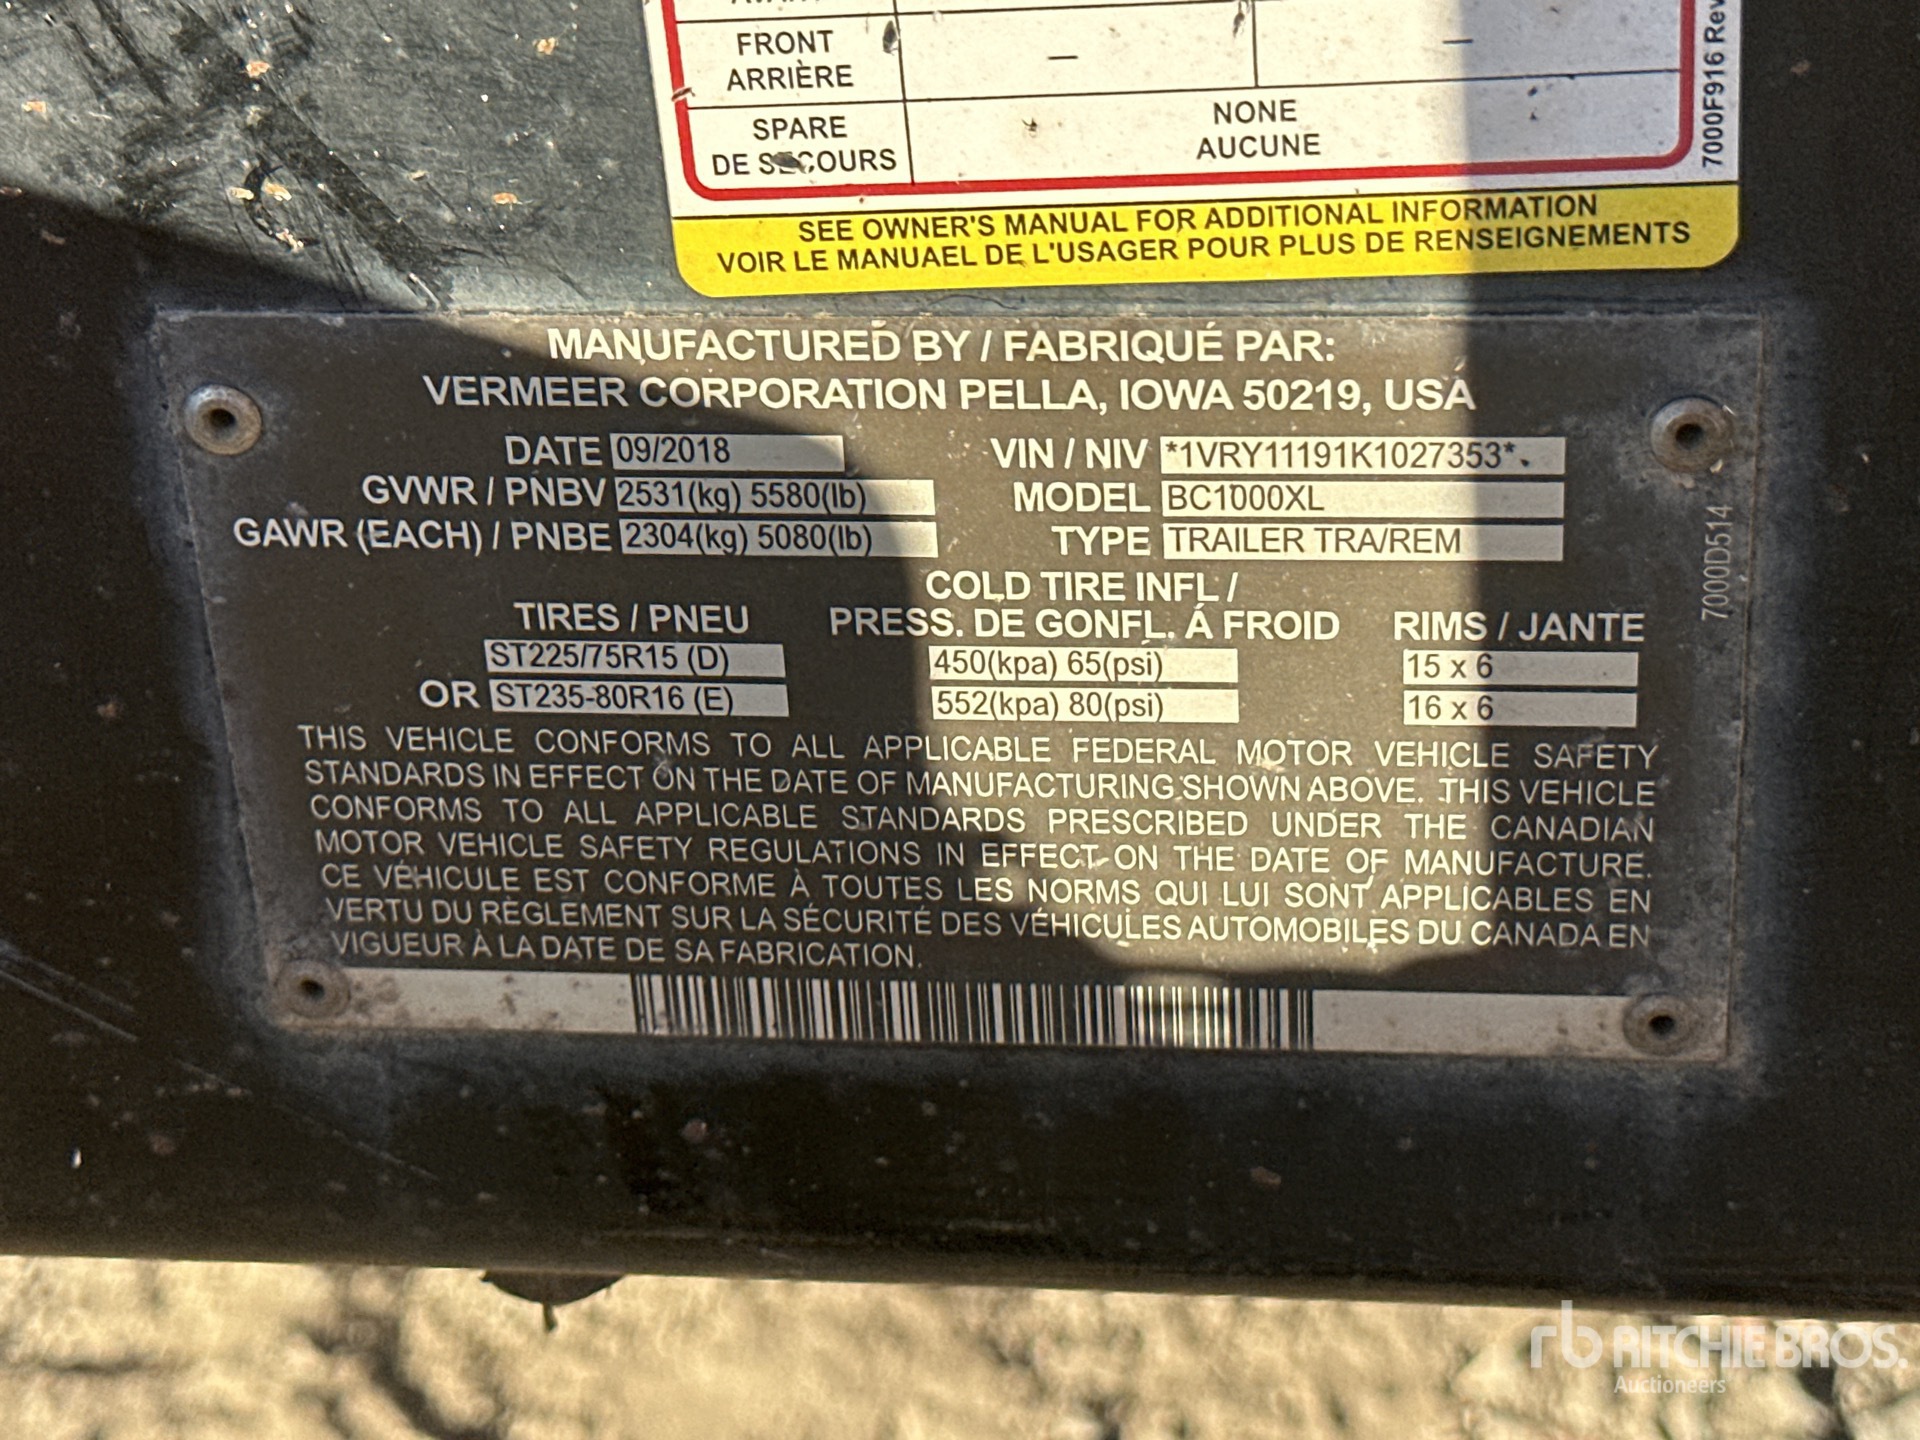 FRONT
ARRIÈRE
—
—
SPARE
DE SECOURS
NONE
AUCUNE
7000F916 Rev
SEE OWNER'S MANUAL FOR ADDITIONAL INFORMATION
VOIR LE MANUAEL DE L'USAGER POUR PLUS DE RENSEIGNEMENTS
MANUFACTURED BY / FABRIQUÉ PAR:
VERMEER CORPORATION PELLA, IOWA 50219, USA
DATE 09/2018 VIN / NIV *1VRY11191K1027353*
GVWR / PNBV 2531(kg) 5580(lb) MODEL BC1000XL
GAWR (EACH) / PNBE 2304(kg) 5080(lb) TYPE TRAILER TRA/REM
7000D514
COLD TIRE INFL /
TIRES / PNEU PRESS. DE GONFL. Á FROID RIMS / JANTE
ST225/75R15 (D) 450(kpa) 65(psi) 15 x 6
OR ST235-80R16 (E) 552(kpa) 80(psi) 16 x 6
THIS VEHICLE CONFORMS TO ALL APPLICABLE FEDERAL MOTOR VEHICLE SAFETY
STANDARDS IN EFFECT ON THE DATE OF MANUFACTURING SHOWN ABOVE. THIS VEHICLE
CONFORMS TO ALL APPLICABLE STANDARDS PRESCRIBED UNDER THE CANADIAN
MOTOR VEHICLE SAFETY REGULATIONS IN EFFECT ON THE DATE OF MANUFACTURE.
CE VÉHICULE EST CONFORME À TOUTES LES NORMS QUI LUI SONT APPLICABLES EN
VERTU DU RÈGLEMENT SUR LA SÉCURITÉ DES VÉHICULES AUTOMOBILES DU CANADA EN
VIGUEUR À LA DATE DE SA FABRICATION.
rb RITCHIE BROS.
Auctioneers